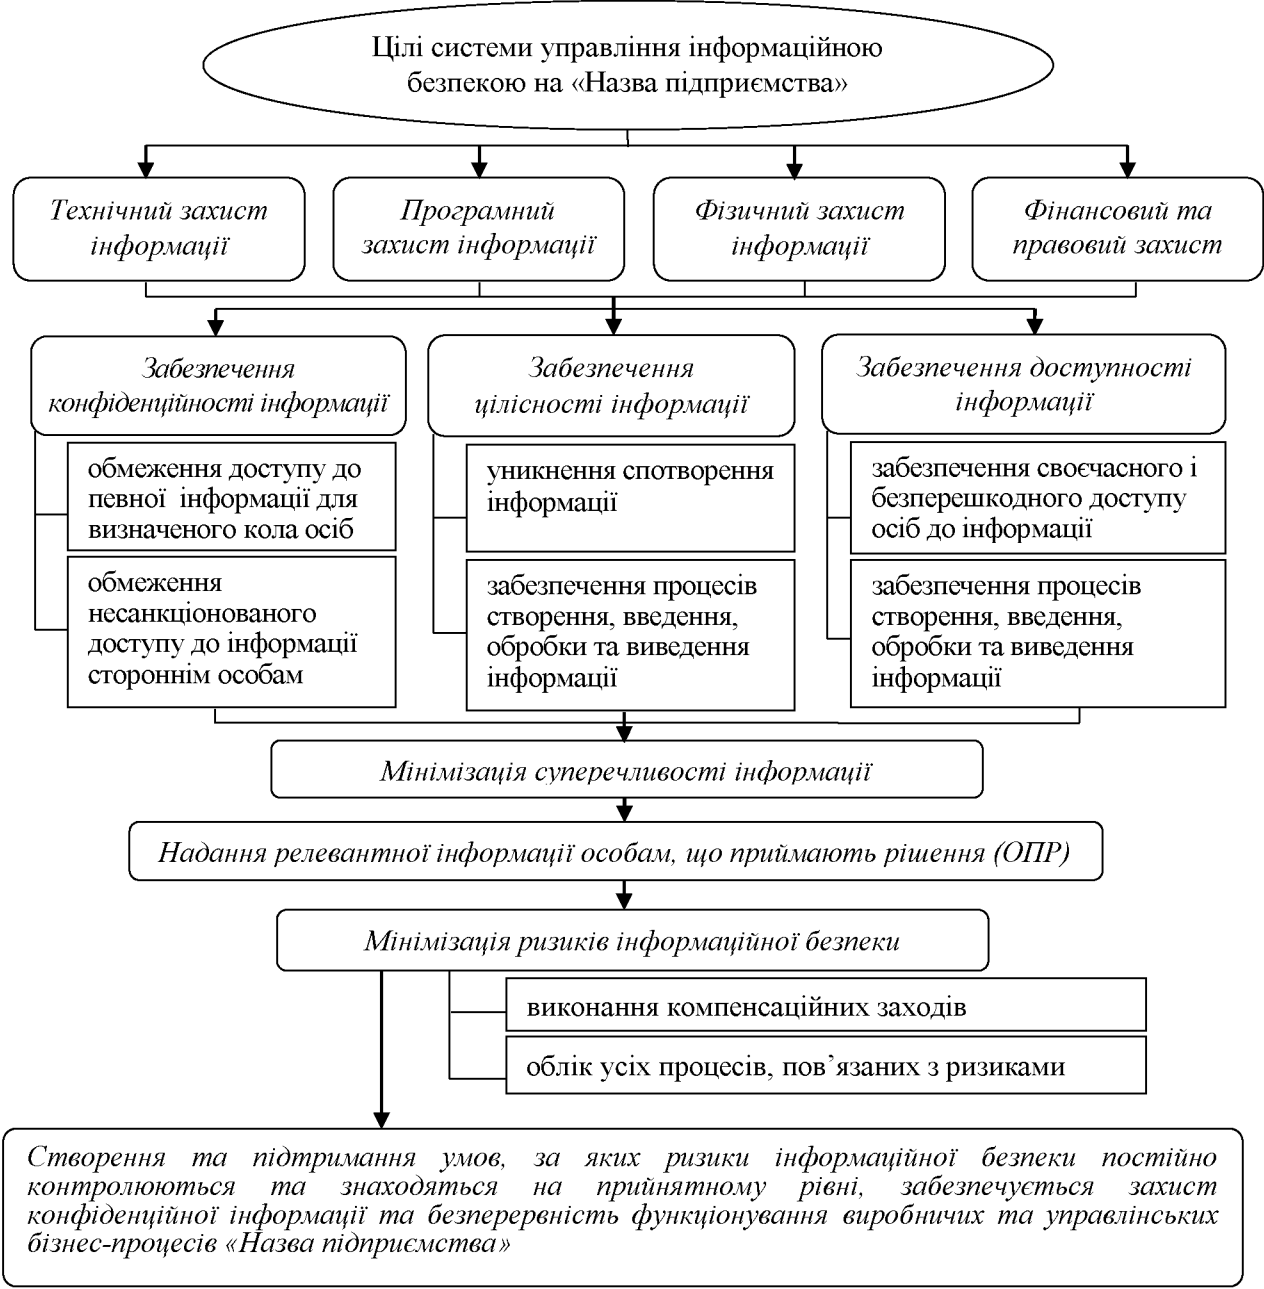 Цілі системи управління інформаційною
безпекою на «Назва підприємства»
Технічний захист
інформації
Програмний
захист інформації
Фізичний захист
інформації
Фінансовий та
правовий захист
Забезпечення
конфіденційності інформації
Забезпечення
цілісності інформації
Забезпечення доступності
інформації
обмеження доступу до
певної інформації для
визначеного кола осіб
обмеження
несанкціонованого
доступу до інформації
стороннім особам
уникнення спотворення
інформації
забезпечення процесів
створення, введення,
обробки та виведення
інформації
забезпечення своєчасного і
безперешкодного доступу
осіб до інформації
забезпечення процесів
створення, введення,
обробки та виведення
інформації
Мінімізація суперечливості інформації
Надання релевантної інформації особам, що приймають рішення (ОПР)
Мінімізація ризиків інформаційної безпеки
виконання компенсаційних заходів
облік усіх процесів, пов’язаних з ризиками
Створення та підтримання умов, за яких ризики інформаційної безпеки постійно
контролюються та знаходяться на прийнятному рівні, забезпечується захист
конфіденційної інформації та безперервність функціонування виробничих та управлінських
бізнес-процесів «Назва підприємства»